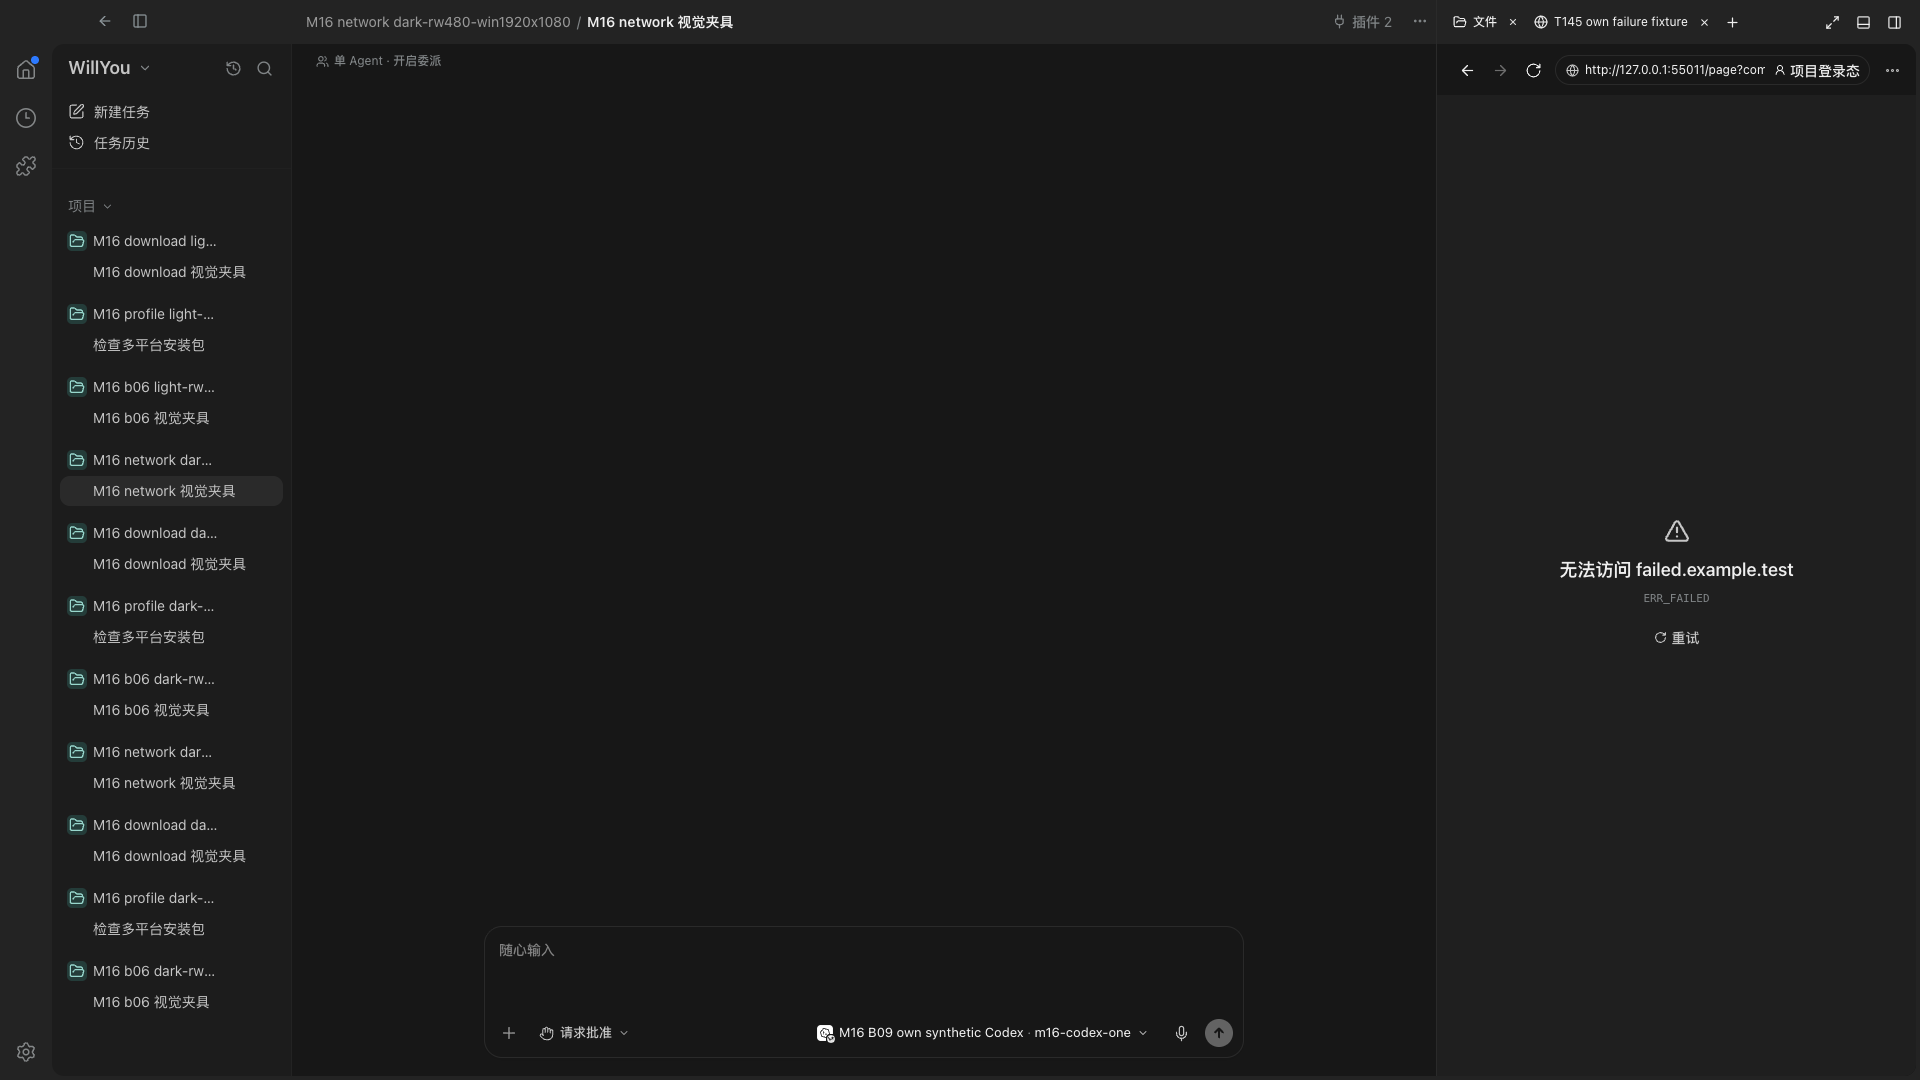 M16 network dark-rw480-win1920x1080 / M16 network 视觉夹具
插件 2
文件
T145 own failure fixture
WillYou
单 Agent · 开启委派
http://127.0.0.1:55011/page?com
项目登录态
新建任务
任务历史
项目
M16 download lig...
M16 download 视觉夹具
M16 profile light-...
检查多平台安装包
M16 b06 light-rw...
M16 b06 视觉夹具
M16 network dar...
M16 network 视觉夹具
M16 download da...
M16 download 视觉夹具
M16 profile dark-...
检查多平台安装包
M16 b06 dark-rw...
M16 b06 视觉夹具
M16 network dar...
M16 network 视觉夹具
M16 download da...
M16 download 视觉夹具
M16 profile dark-...
检查多平台安装包
M16 b06 dark-rw...
M16 b06 视觉夹具
无法访问 failed.example.test
ERR_FAILED
重试
随心输入
请求批准
M16 B09 own synthetic Codex · m16-codex-one